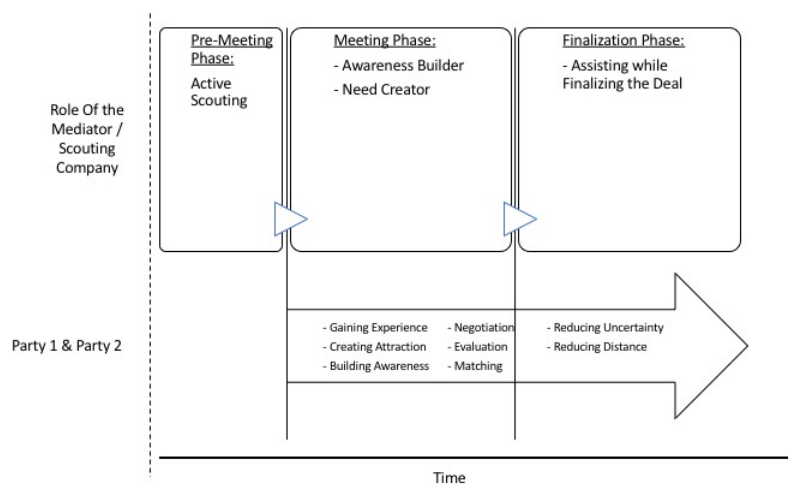 Pre-Meeting
Phase:
Active
Scouting
Meeting Phase:
- Awareness Builder
- Need Creator
Finalization Phase:
- Assisting while
Finalizing the Deal
Role Of the
Mediator /
Scouting
Company
Party 1 & Party 2
- Gaining Experience
- Creating Attraction
- Building Awareness
- Negotiation
- Evaluation
- Matching
- Reducing Uncertainty
- Reducing Distance
Time